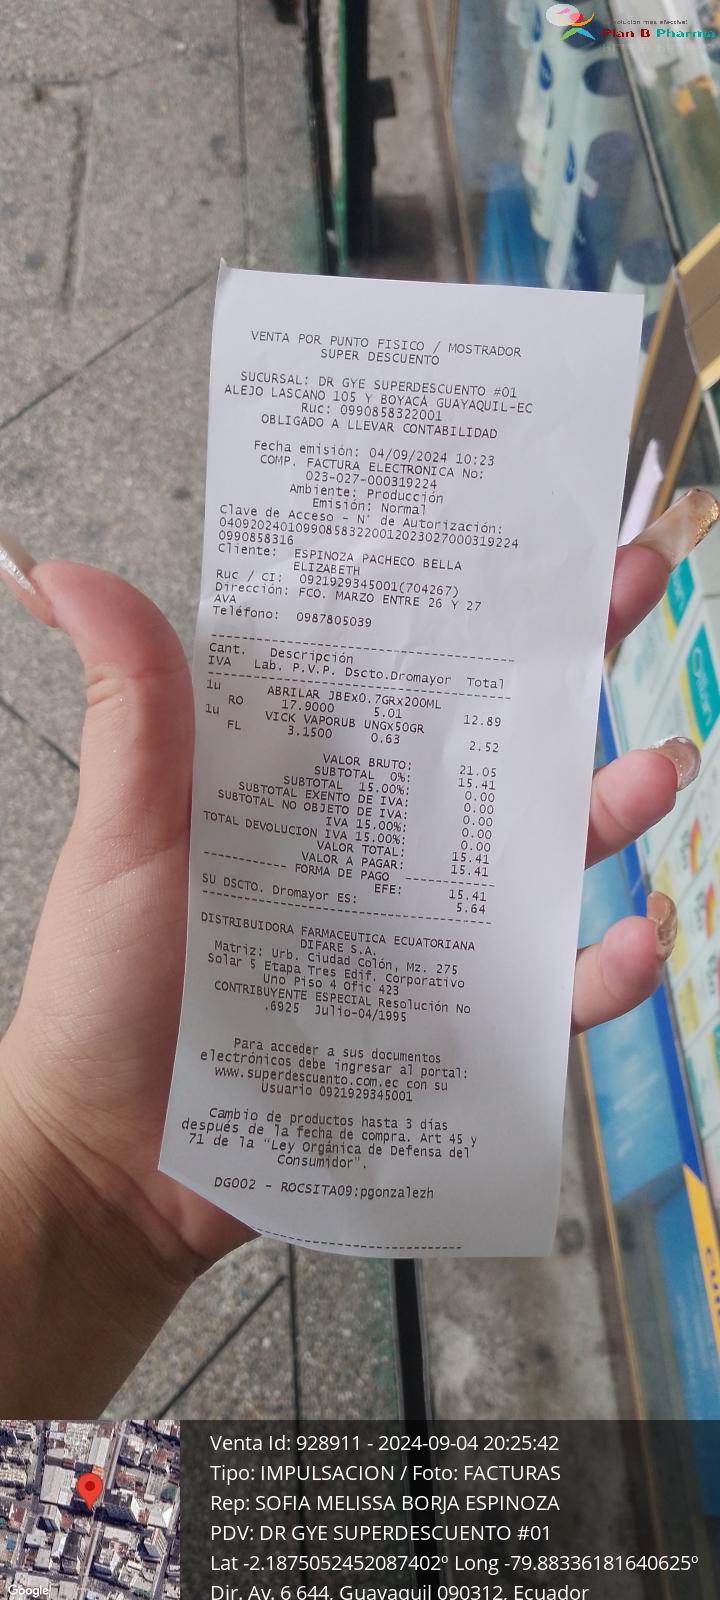 Plan B Pharma
VENTA POR PUNTO FISICO / MOSTRADOR
SUPER DESCUENTO
SUCURSAL: DR GYE SUPERDESCUENTO #01
ALEJO LASCANO 105 Y BOYACÁ GUAYAQUIL-EC
Ruc: 0990858322001
OBLIGADO A LLEVAR CONTABILIDAD
Fecha emisión: 04/09/2024 10:23
COMP. FACTURA ELECTRONICA No:
023-027-000319224
Ambiente: Producción
Emisión: Normal
Clave de Acceso - N° de Autorización:
040920240109908583220012023027000319224
0990858316
Cliente: ESPINOZA PACHECO BELLA
ELIZABETH
Ruc / CI: 0921929345001(704267)
Dirección: FCO. MARZO ENTRE 26 Y 27
AVA
Teléfono: 0987805039
Cant. Descripción
IVA Lab. P.V.P. Dscto.Dromayor Total
1u ABRILAR JBEx0.7GRx200ML
RO 17.9000 5.01 12.89
1u VICK VAPORUB UNGx50GR
FL 3.1500 0.63 2.52
VALOR BRUTO: 21.05
SUBTOTAL 0%: 15.41
SUBTOTAL 15.00%: 0.00
SUBTOTAL EXENTO DE IVA: 0.00
SUBTOTAL NO OBJETO DE IVA: 0.00
IVA 15.00%: 0.00
TOTAL DEVOLUCION IVA 15.00%: 0.00
VALOR TOTAL: 15.41
VALOR A PAGAR: 15.41
------------ FORMA DE PAGO ------------
EFE: 15.41
SU DSCTO. Dromayor ES: 5.64
DISTRIBUIDORA FARMACEUTICA ECUATORIANA
DIFARE S.A.
Matriz: Urb. Ciudad Colón, Mz. 275
Solar 5 Etapa Tres Edif. Corporativo
Uno Piso 4 Ofic 423
CONTRIBUYENTE ESPECIAL Resolución No
.6925 Julio-04/1995
Para acceder a sus documentos
electrónicos debe ingresar al portal:
www.superdescuento.com.ec con su
Usuario 0921929345001
Cambio de productos hasta 3 días
después de la fecha de compra. Art 45 y
71 de la "Ley Orgánica de Defensa del
Consumidor".
DG002 - ROCSITA09:pgonzalezh
Venta Id: 928911 - 2024-09-04 20:25:42
Tipo: IMPULSACION / Foto: FACTURAS
Rep: SOFIA MELISSA BORJA ESPINOZA
PDV: DR GYE SUPERDESCUENTO #01
Lat -2.1875052452087402º Long -79.88336181640625º
Dir. Av. 6 644, Guayaquil 090312, Ecuador
Google